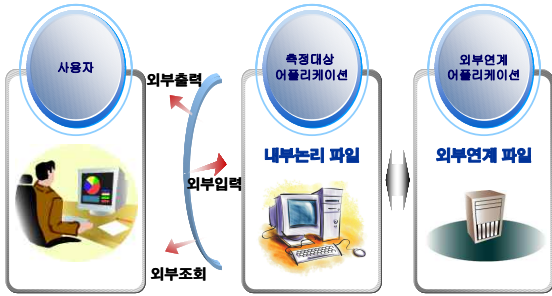 사용자
외부출력
외부입력
외부조회
측정대상
어플리케이션
내부논리 파일
외부연계
어플리케이션
외부연계 파일